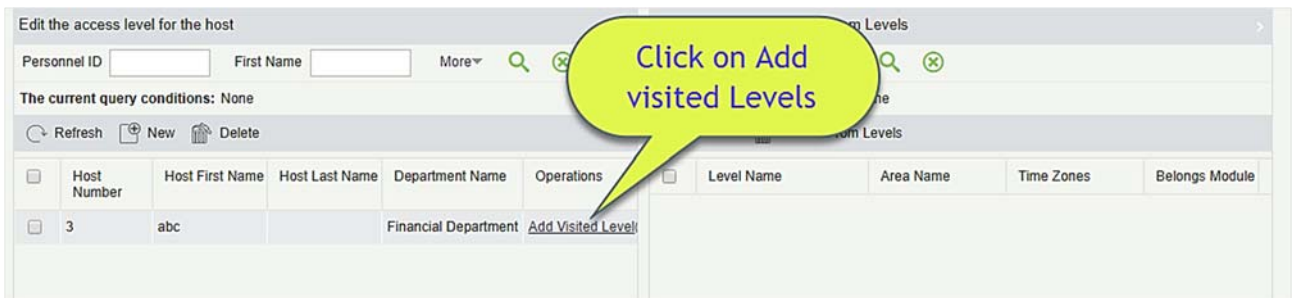 Edit the access level for the host
Personnel ID First Name More
The current query conditions: None
Refresh New Delete
Host Number Host First Name Host Last Name Department Name Operations
3 abc Financial Department Add Visited Level(
Click on Add
visited Levels
Levels
Levels
Level Name Area Name Time Zones Belongs Module